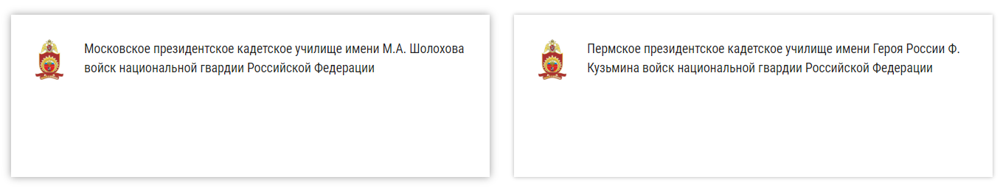 Московское президентское кадетское училище имени М.А. Шолохова
войск национальной гвардии Российской Федерации
Пермское президентское кадетское училище имени Героя России Ф.
Кузьмина войск национальной гвардии Российской Федерации